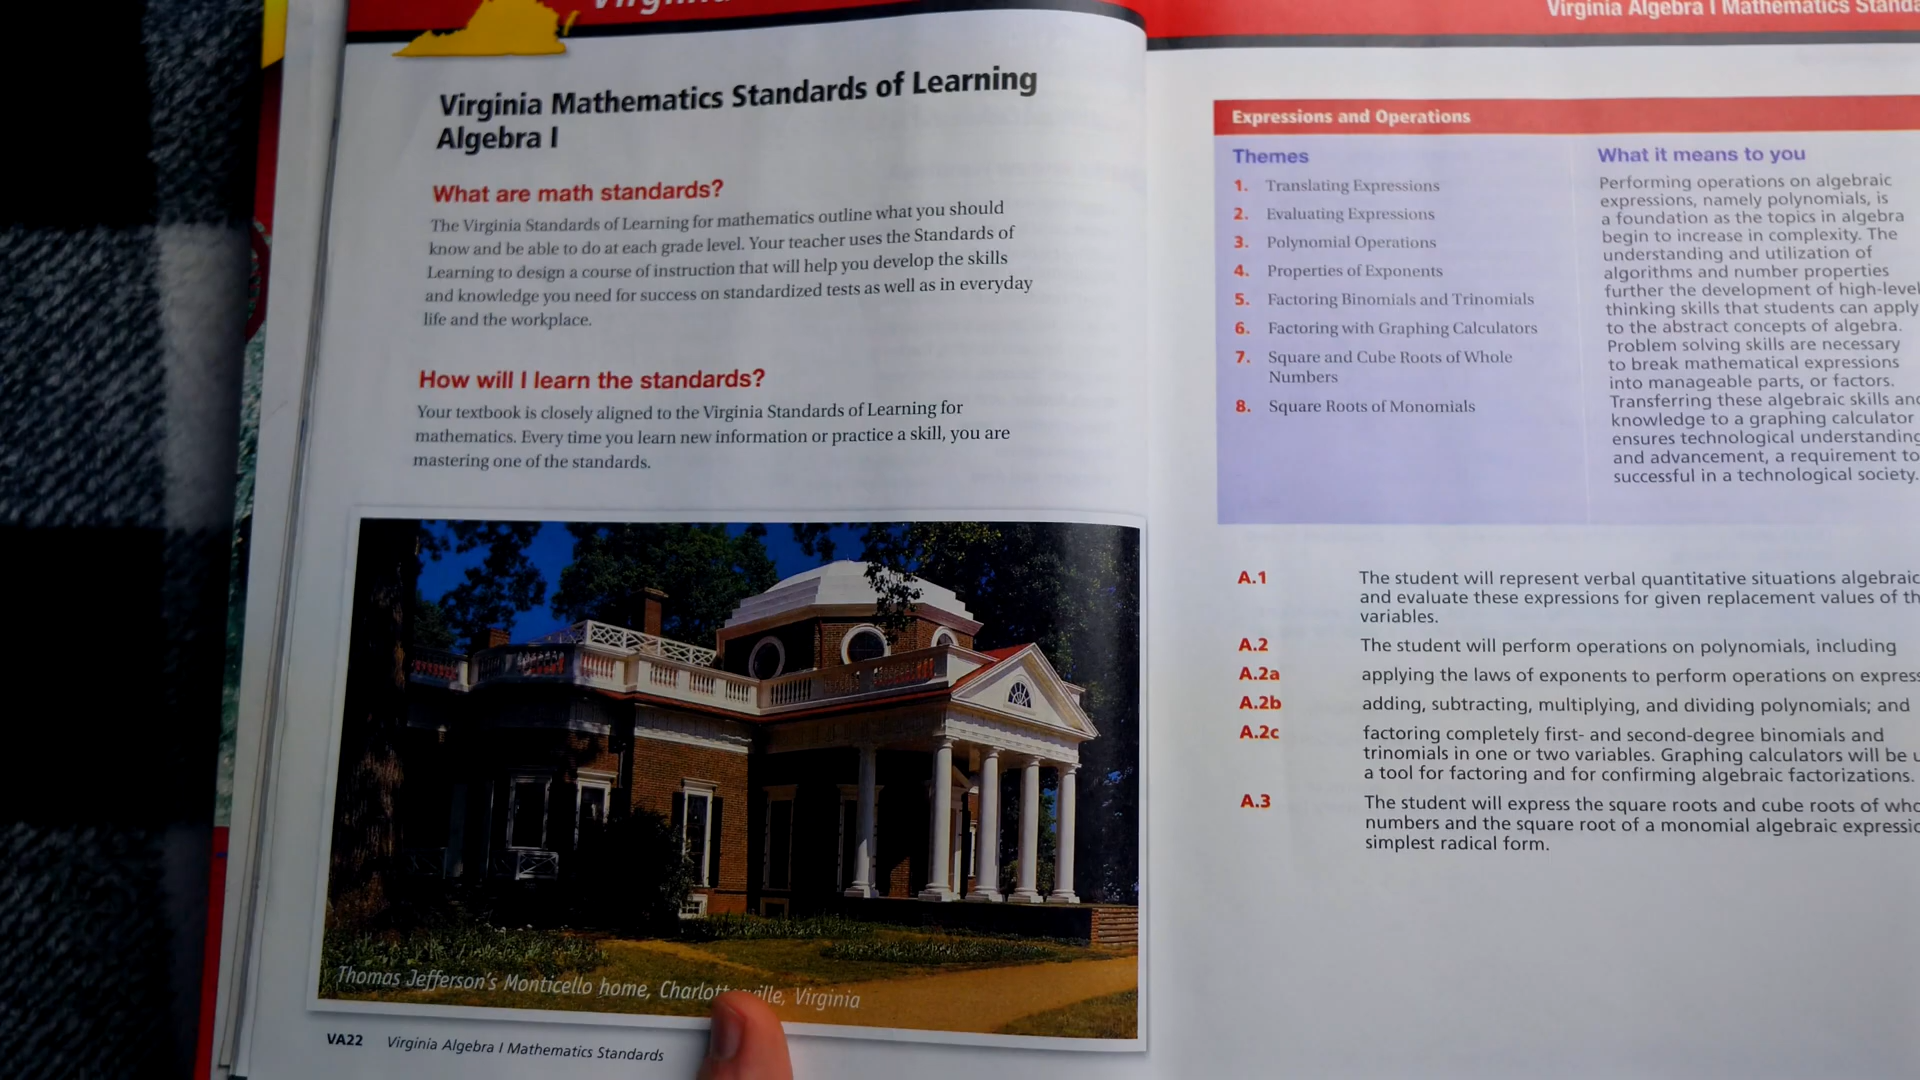 Virginia Mathematics Standards of Learning
Algebra I
What are math standards?
The Virginia Standards of Learning for mathematics outline what you should
know and be able to do at each grade level. Your teacher uses the Standards of
Learning to design a course of instruction that will help you develop the skills
and knowledge you need for success on standardized tests as well as in everyday
life and the workplace.
How will I learn the standards?
Your textbook is closely aligned to the Virginia Standards of Learning for
mathematics. Every time you learn new information or practice a skill, you are
mastering one of the standards.
Thomas Jefferson's Monticello home, Virginia
VA22 Virginia Algebra I Mathematics Standards
Virginia Algebra I Mathematics
Expressions and Operations
Themes
1. Translating Expressions
2. Evaluating Expressions
3. Polynomial Operations
4. Properties of Exponents
5. Factoring Binomials and Trinomials
6. Factoring with Graphing Calculators
7. Square and Cube Roots of Whole
Numbers
8. Square Roots of Monomials
What it means to you
Performing operations on algebraic
expressions, namely polynomials, is
a foundation as the topics in algebra
begin to increase in complexity. The
understanding and utilization of
algorithms and number properties
further the development of high-level
thinking skills that students can apply
to the abstract concepts of algebra.
Problem solving skills are necessary
to break mathematical expressions
into manageable parts, or factors.
Transferring these algebraic skills and
knowledge to a graphing calculator
ensures technological understanding
and advancement, a requirement to
successful in a technological society.
A.1 The student will represent verbal quantitative situations
and evaluate these expressions for given replacement values of
variables.
A.2 The student will perform operations on polynomials, including
A.2a applying the laws of exponents to perform operations on
A.2b adding, subtracting, multiplying, and dividing polynomials; and
A.2c factoring completely first- and second-degree binomials and
trinomials in one or two variables. Graphing calculators will be
a tool for factoring and for confirming algebraic factorizations.
A.3 The student will express the square roots and cube roots of
numbers and the square root of a monomial algebraic
simplest radical form.